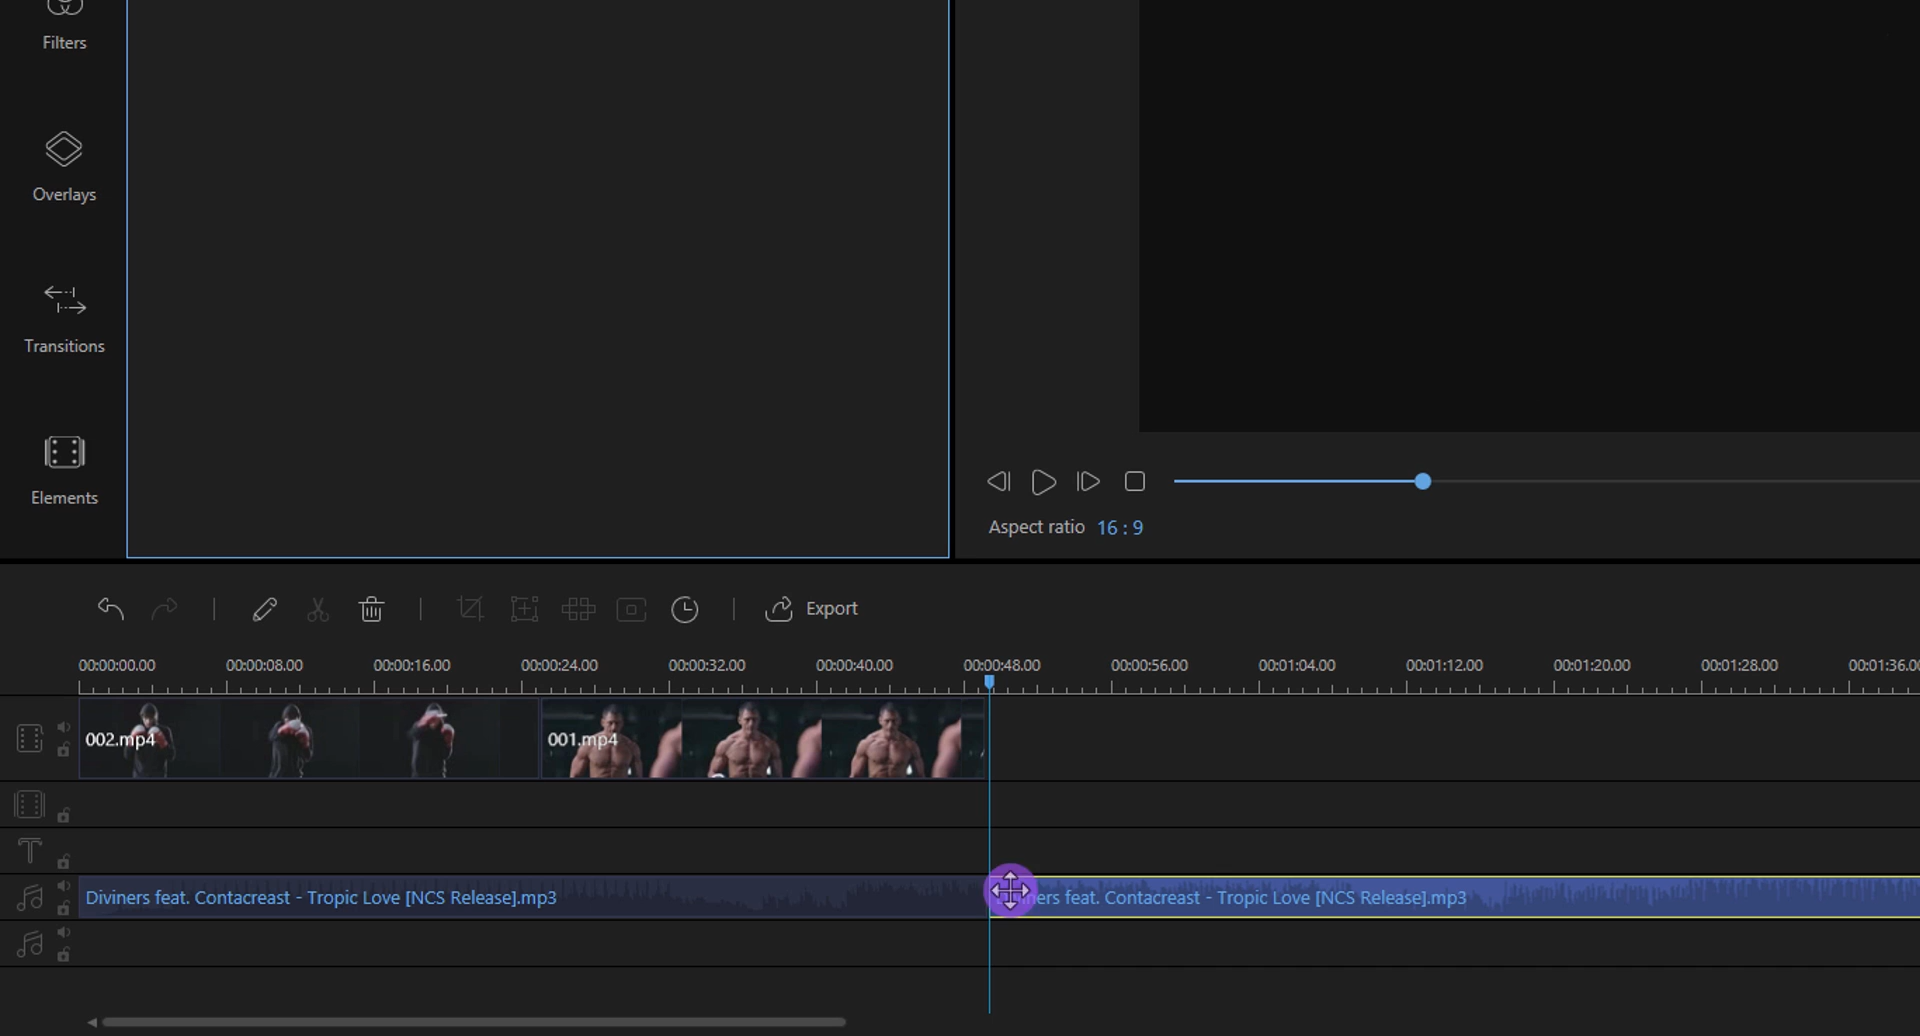 Filters
Overlays
Transitions
Elements
Aspect ratio 16 : 9
Export
00:00:00.00 00:00:08.00 00:00:16.00 00:00:24.00 00:00:32.00 00:00:40.00 00:00:48.00 00:00:56.00 00:01:04.00 00:01:12.00 00:01:20.00 00:01:28.00 00:01:36.00
002.mp4 001.mp4
Diviners feat. Contacreast - Tropic Love [NCS Release].mp3
feat. Contacreast - Tropic Love [NCS Release].mp3